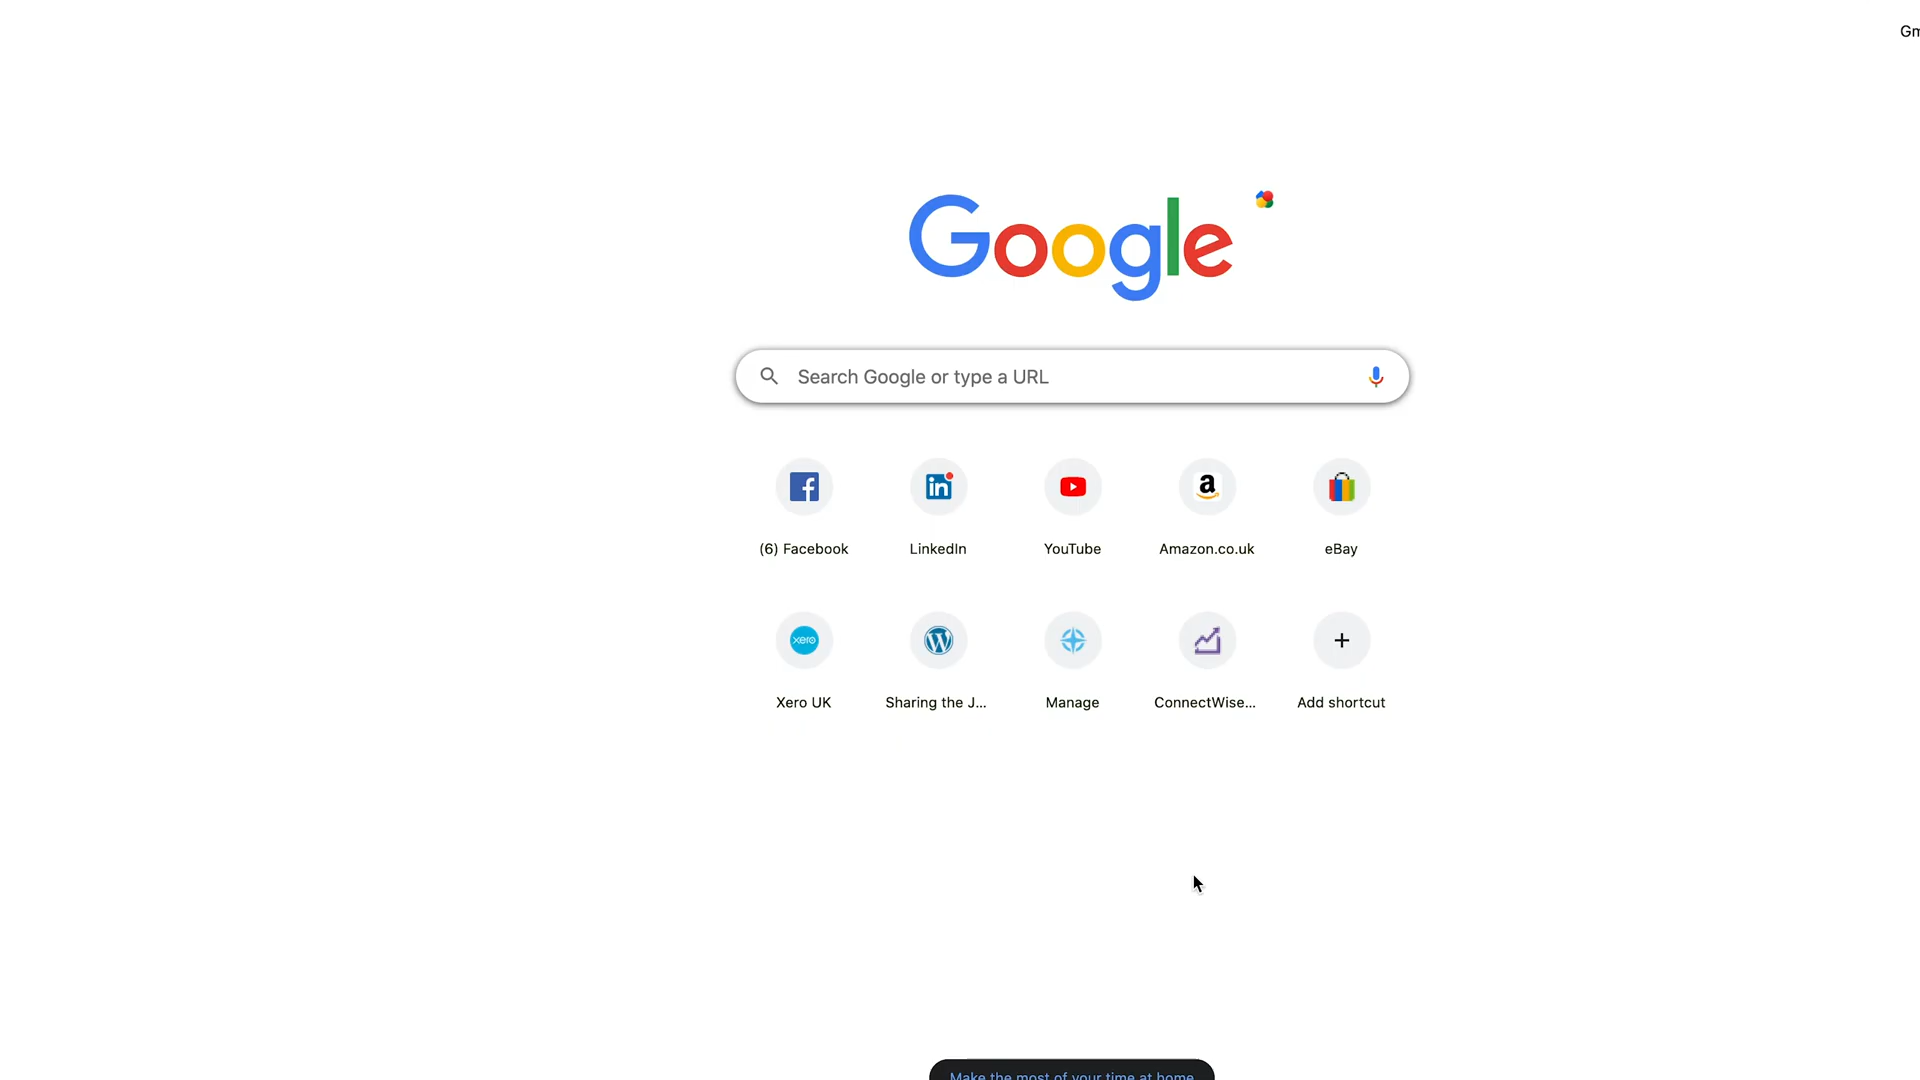 Gm
Google
Search Google or type a URL
(6) Facebook
LinkedIn
YouTube
Amazon.co.uk
eBay
xero
Xero UK
Sharing the J...
Manage
ConnectWise...
Add shortcut
Make the most of your time at home